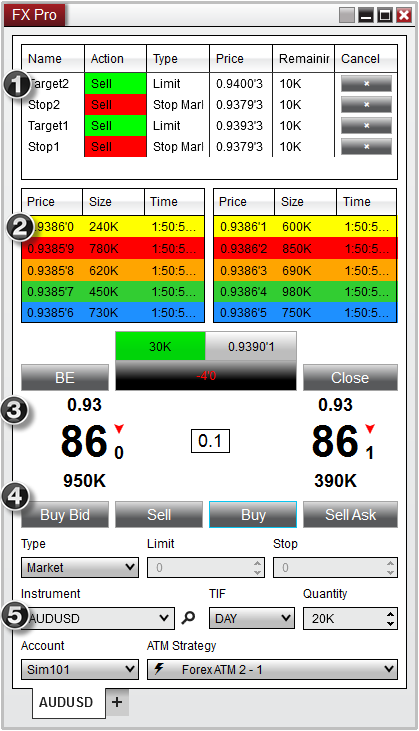 FX Pro
Name Action Type Price Remainin Cancel
1 Target2 Sell Limit 0.9400'3 10K
Stop2 Sell Stop Marl 0.9379'3 10K
Target1 Sell Limit 0.9393'3 10K
Stop1 Sell Stop Marl 0.9379'3 10K
Price Size Time Price Size Time
2 0.9386'0 240K 1:50:5... 0.9386'1 600K 1:50:5...
0.9385'9 780K 1:50:5... 0.9386'2 850K 1:50:5...
0.9385'8 620K 1:50:5... 0.9386'3 690K 1:50:5...
0.9385'7 450K 1:50:5... 0.9386'4 980K 1:50:5...
0.9385'6 730K 1:50:5... 0.9386'5 750K 1:50:5...
30K 0.9390'1
BE -4'0 Close
3 0.93 0.93
86 0 0.1 86 1
950K 390K
4 Buy Bid Sell Buy Sell Ask
Type Limit Stop
Market 0 0
Instrument TIF Quantity
5 AUDUSD DAY 20K
Account ATM Strategy
Sim101 Forex ATM 2 - 1
AUDUSD +